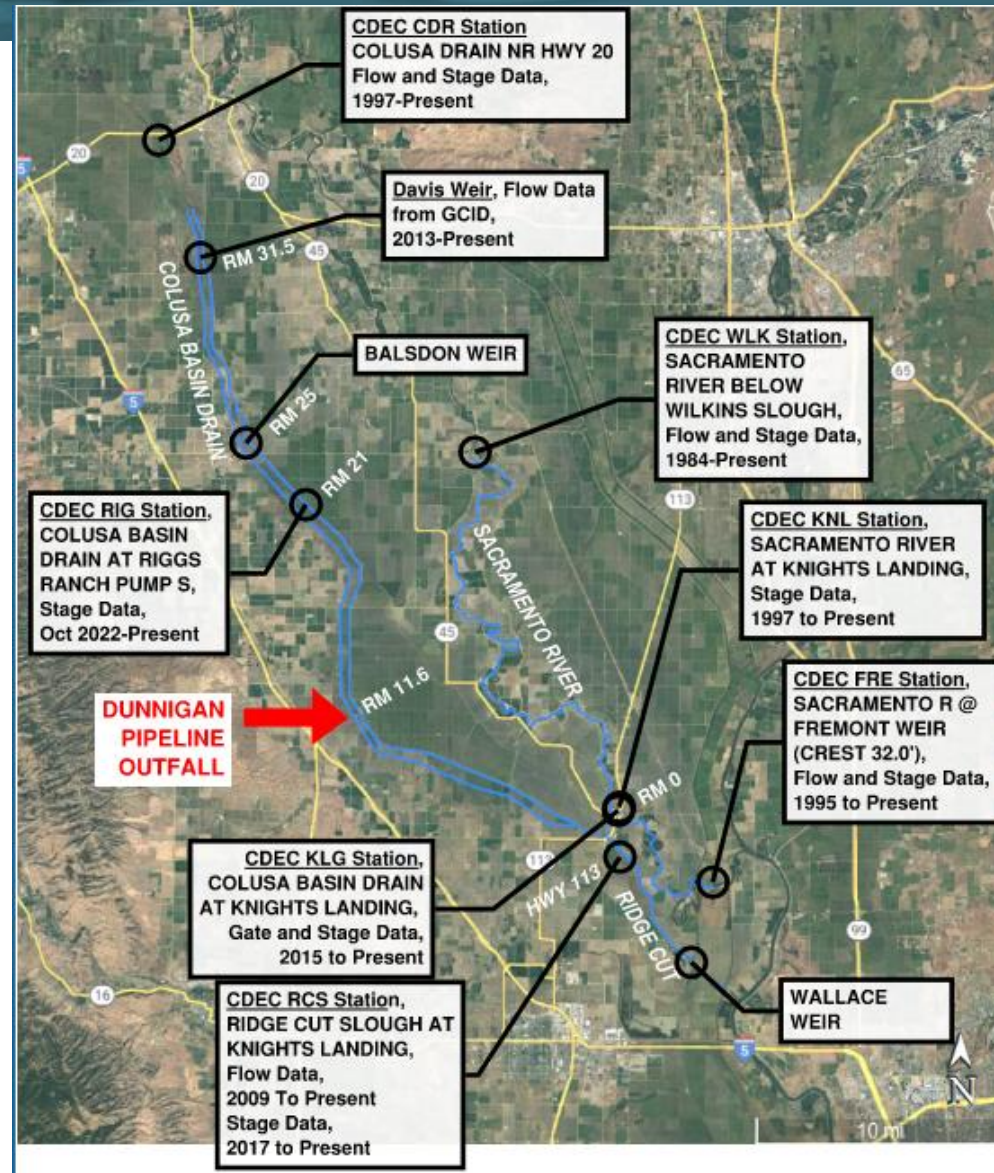 CDEC CDR Station
COLUSA DRAIN NR HWY 20
Flow and Stage Data,
1997-Present
20
5
20
Davis Weir, Flow Data
from GCID,
2013-Present
RM 31.5
45
COLUSA BASIN DRAIN
BALSDON WEIR
CDEC WLK Station,
SACRAMENTO
RIVER BELOW
WILKINS SLOUGH,
Flow and Stage Data,
1984-Present
65
5
RM 25
RM 21
113
CDEC RIG Station,
COLUSA BASIN
DRAIN AT RIGGS
RANCH PUMP S,
Stage Data,
Oct 2022-Present
SACRAMENTO RIVER
CDEC KNL Station,
SACRAMENTO RIVER
AT KNIGHTS LANDING,
Stage Data,
1997 to Present
45
RM 11.6
DUNNIGAN
PIPELINE
OUTFALL
CDEC FRE Station,
SACRAMENTO R @
FREMONT WEIR
(CREST 32.0'),
Flow and Stage Data,
1995 to Present
RM 0
CDEC KLG Station,
COLUSA BASIN DRAIN
AT KNIGHTS LANDING,
Gate and Stage Data,
2015 to Present
113
HWY 113
RIDGE CUT
99
16
CDEC RCS Station,
RIDGE CUT SLOUGH AT
KNIGHTS LANDING,
Flow Data,
2009 To Present
Stage Data,
2017 to Present
WALLACE
WEIR
5
N
10 mi